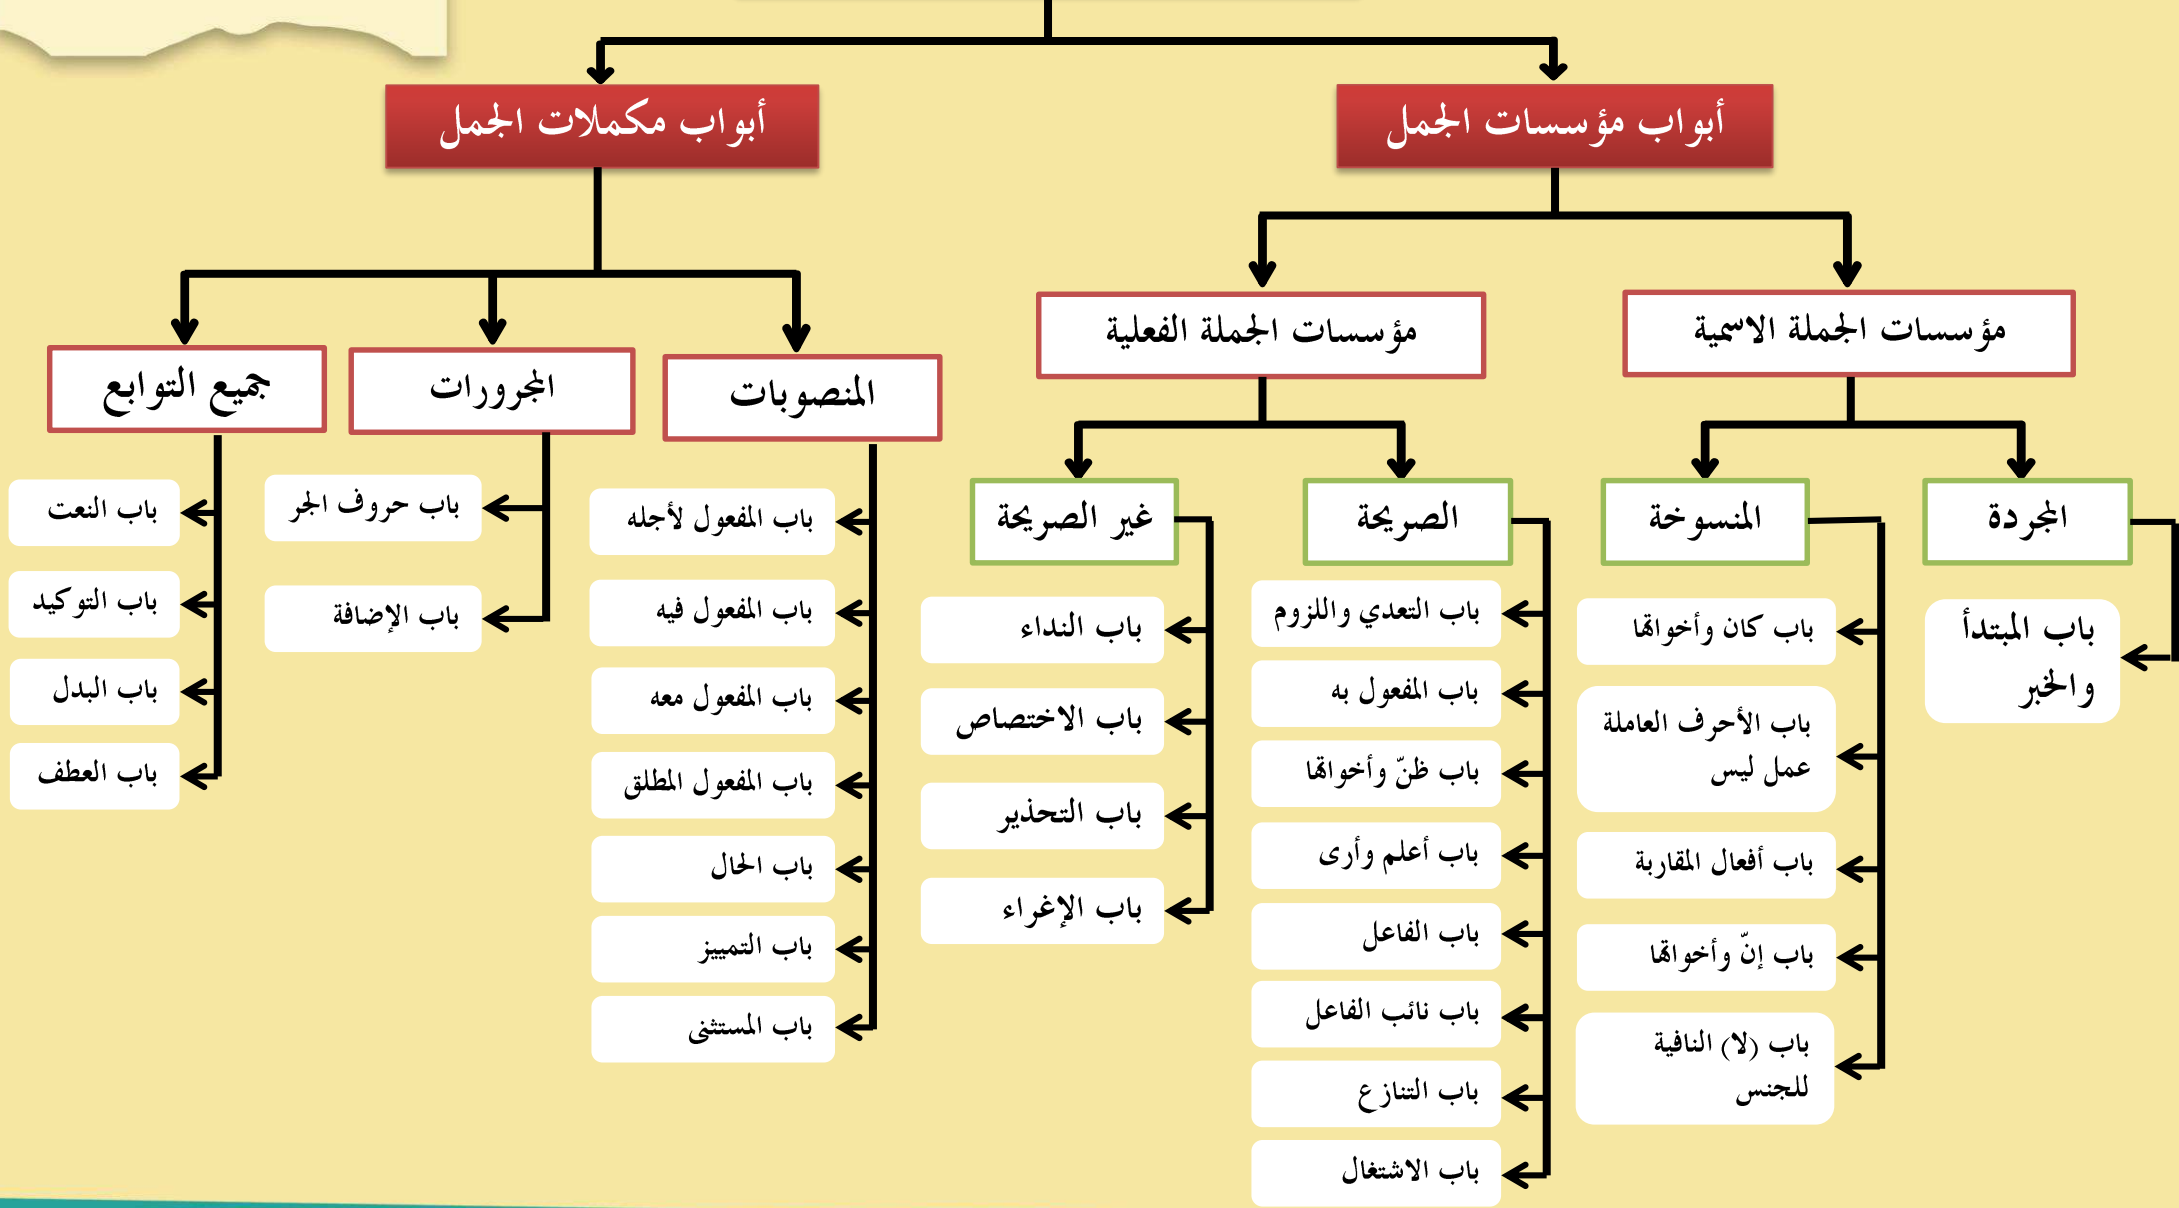 أبواب مؤسسات الجمل
أبواب مكملات الجمل
مؤسسات الجملة الاسمية
مؤسسات الجملة الفعلية
المنصوبات
المجرورات
جميع التوابع
المجردة
باب المبتدأ
والخبر
المنسوخة
باب كان وأخواتها
باب الأحرف العاملة
عمل ليس
باب أفعال المقاربة
باب إنّ وأخواتها
باب (لا) النافية
للجنس
الصريحة
باب التعدي واللزوم
باب المفعول به
باب ظنّ وأخواتها
باب أعلم وأرى
باب الفاعل
باب نائب الفاعل
باب التنازع
باب الاشتغال
غير الصريحة
باب النداء
باب الاختصاص
باب التحذير
باب الإغراء
باب المفعول لأجله
باب المفعول فيه
باب المفعول معه
باب المفعول المطلق
باب الحال
باب التمييز
باب المستثنى
باب حروف الجر
باب الإضافة
باب النعت
باب التوكيد
باب البدل
باب العطف